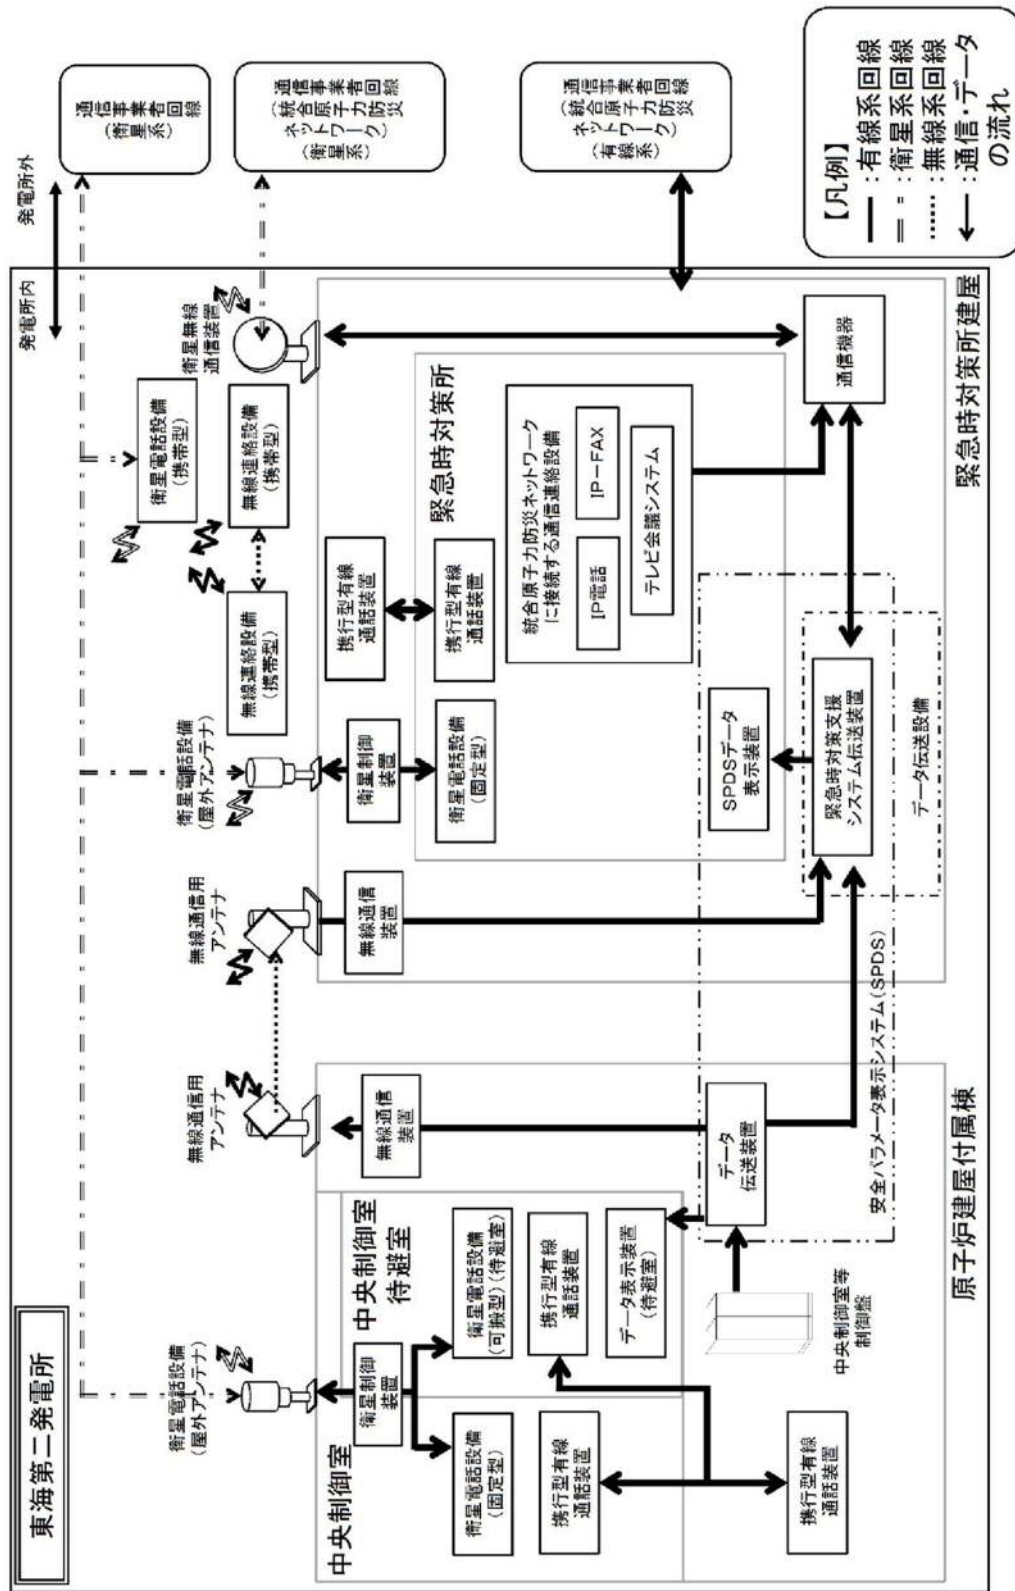 東海第二発電所
発電所内
発電所外
通信事業者回線
(衛星系)
通信事業者回線
(統合原子力防災
ネットワーク)
(衛星系)
通信事業者回線
(統合原子力防災
ネットワーク)
(有線系)
衛星電話設備
(屋外アンテナ)
無線通信用
アンテナ
無線通信用
アンテナ
衛星電話設備
(屋外アンテナ)
無線連絡設備
(携帯型)
無線連絡設備
(携帯型)
衛星電話設備
(携帯型)
衛星無線
通信装置
中央制御室
衛星制御
装置
中央制御室
待避室
衛星電話設備
(固定型)
衛星電話設備
(可搬型)(待避室)
携行型有線
通話装置
携行型有線
通話装置
データ表示装置
(待避室)
携行型有線
通話装置
中央制御室等
制御盤
無線通信
装置
データ
伝送装置
原子炉建屋付属棟
安全パラメータ表示システム(SPDS)
無線通信
装置
衛星制御
装置
衛星電話設備
(固定型)
携行型有線
通話装置
携行型有線
通話装置
緊急時対策所
統合原子力防災ネットワーク
に接続する通信連絡設備
IP電話
IP-FAX
テレビ会議システム
SPDSデータ
表示装置
緊急時対策支援
システム伝送装置
データ伝送設備
通信機器
緊急時対策所建屋
【凡例】
:有線系回線
:衛星系回線
:無線系回線
:通信・データ
の流れ